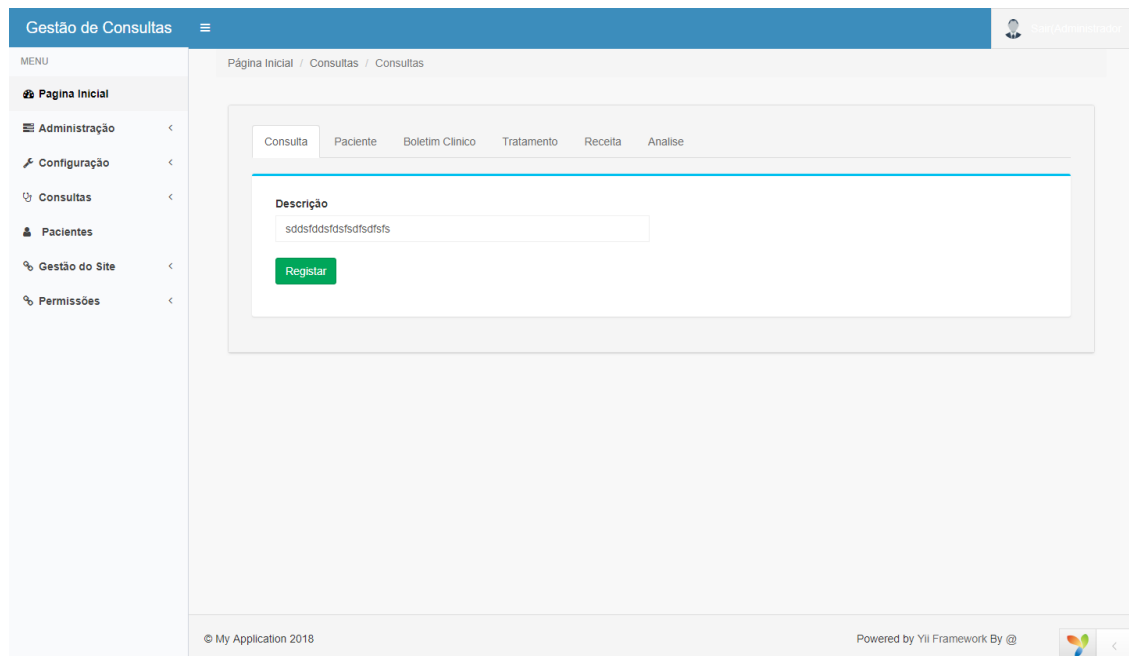 Gestão de Consultas
MENU
Página Inicial / Consultas / Consultas
Pagina Inicial
Administração
Configuração
Consultas
Pacientes
Gestão do Site
Permissões
Consulta Paciente Boletim Clinico Tratamento Receita Analise
Descrição
sddsfddsfdsfsdfsdfsfs
Registar
© My Application 2018
Powered by Yii Framework By @